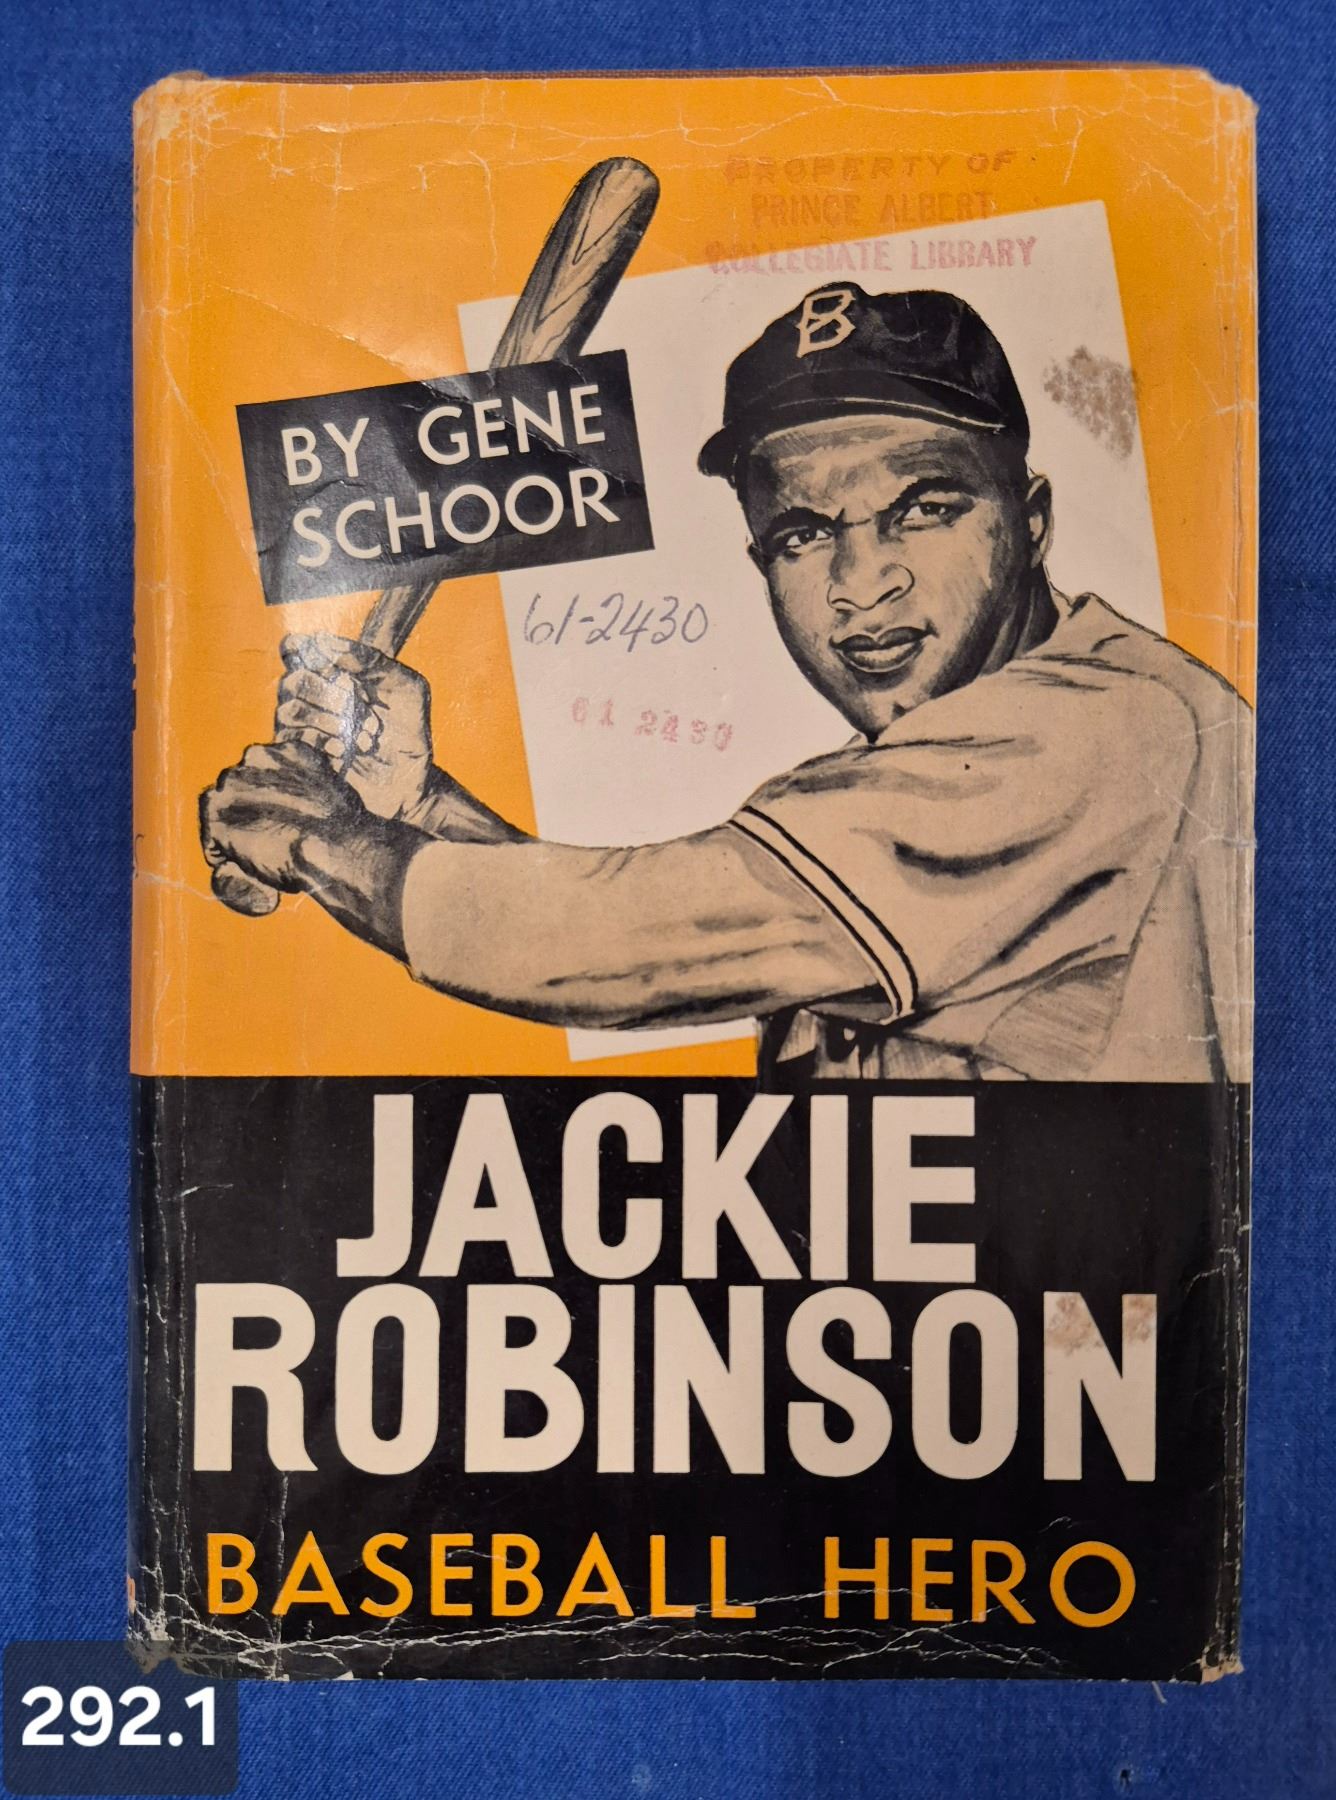 PROPERTY OF
PRINCE ALBERT
COLLEGIATE LIBRARY
B
BY GENE
SCHOOR
61-2430
61 2430
JACKIE
ROBINSON
BASEBALL HERO
292.1